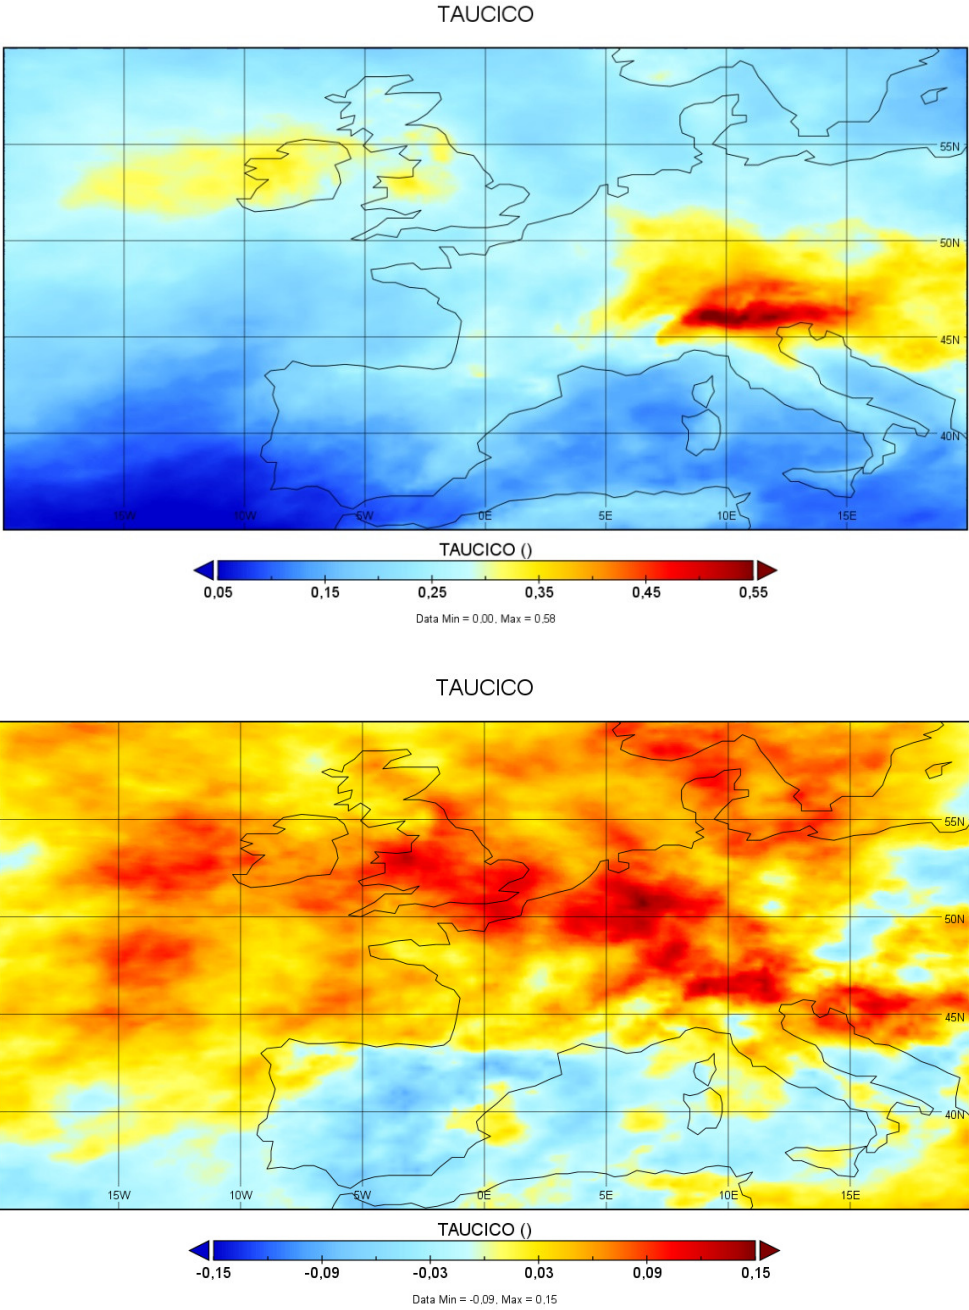 TAUCICO
55N
50N
45N
40N
15W 10W 5W 0E 5E 10E 15E
TAUCICO ()
0,05 0,15 0,25 0,35 0,45 0,55
Data Min = 0,00, Max = 0,58
TAUCICO
55N
50N
45N
40N
15W 10W 5W 0E 5E 10E 15E
TAUCICO ()
-0,15 -0,09 -0,03 0,03 0,09 0,15
Data Min = -0,09, Max = 0,15